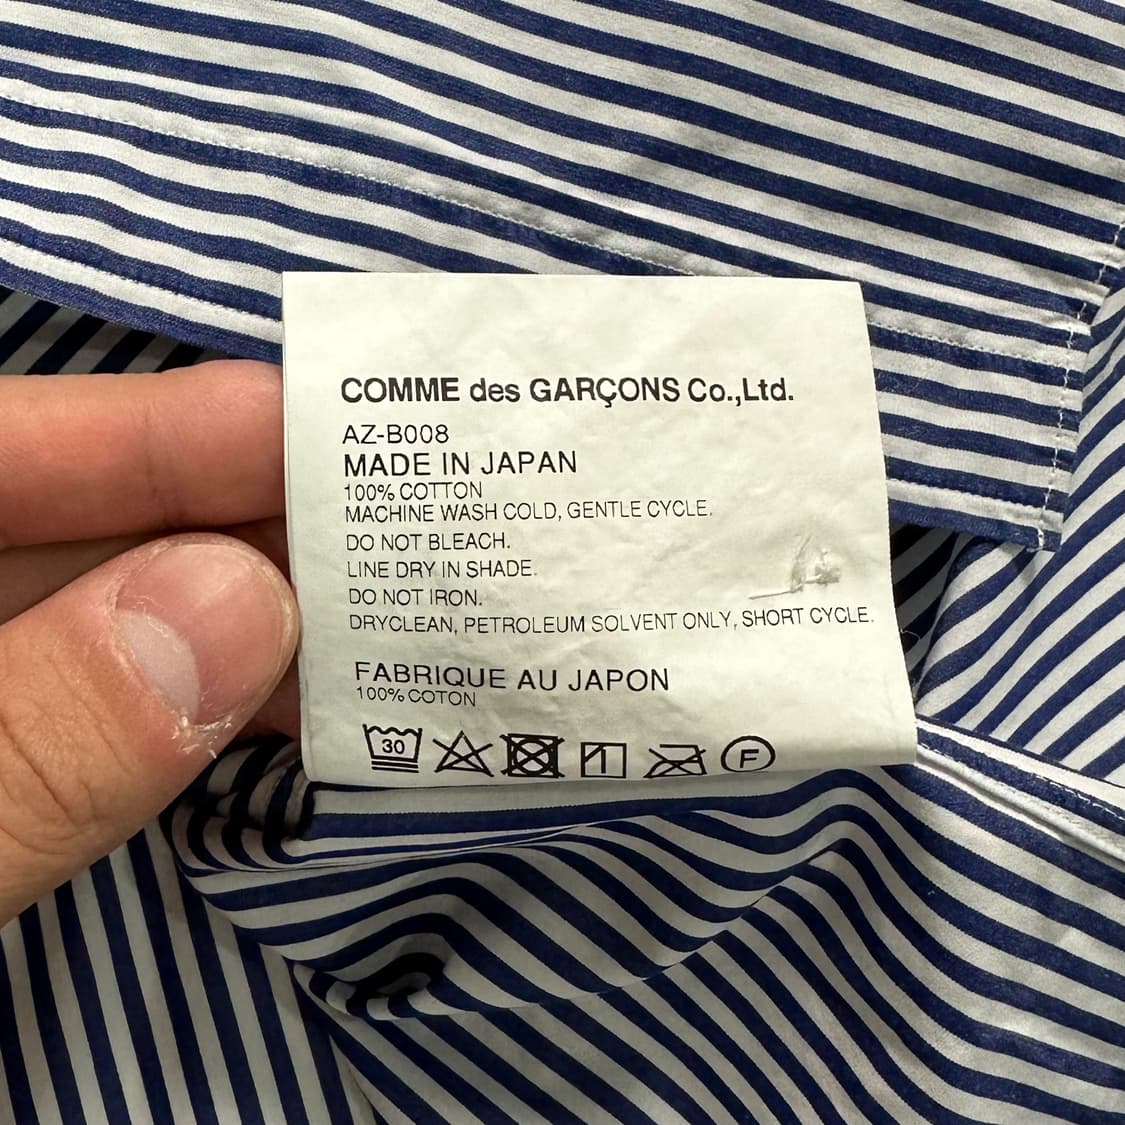 COMME des GARÇONS Co.,Ltd.
AZ-B008
MADE IN JAPAN
100% COTTON
MACHINE WASH COLD, GENTLE CYCLE.
DO NOT BLEACH.
LINE DRY IN SHADE.
DO NOT IRON.
DRYCLEAN, PETROLEUM SOLVENT ONLY, SHORT CYCLE.
FABRIQUE AU JAPON
100% COTON
30 F